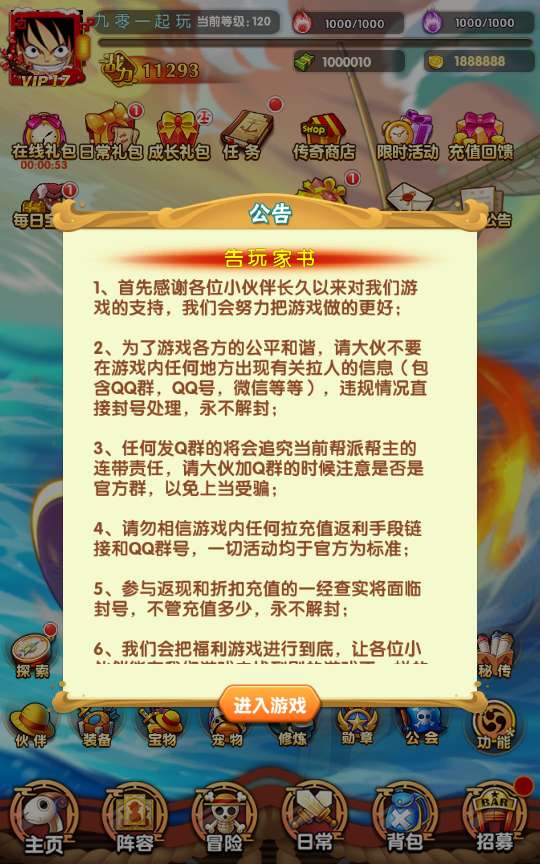 九零一起玩
当前等级:120
1000/1000
1000/1000
VIP17
战力
11293
1000010
1888888
在线礼包
日常礼包
成长礼包
任务
传奇商店
限时活动
充值回馈
00:00:53
1
25
SHOP
每日宝
1
1
公告
公告
告玩家书
1、首先感谢各位小伙伴长久以来对我们游
戏的支持，我们会努力把游戏做的更好；
2、为了游戏各方的公平和谐，请大伙不要
在游戏内任何地方出现有关拉人的信息（包
含QQ群，QQ号，微信等等），违规情况直
接封号处理，永不解封；
3、任何发Q群的将会追究当前帮派帮主的
连带责任，请大伙加Q群的时候注意是否是
官方群，以免上当受骗；
4、请勿相信游戏内任何拉充值返利手段链
接和QQ群号，一切活动均于官方为标准；
5、参与返现和折扣充值的一经查实将面临
封号，不管充值多少，永不解封；
6、我们会把福利游戏进行到底，让各位小
探索
秘传
进入游戏
伙伴
装备
宝物
宠物
修炼
勋章
公会
功能
BAR
主页
阵容
冒险
日常
背包
招募